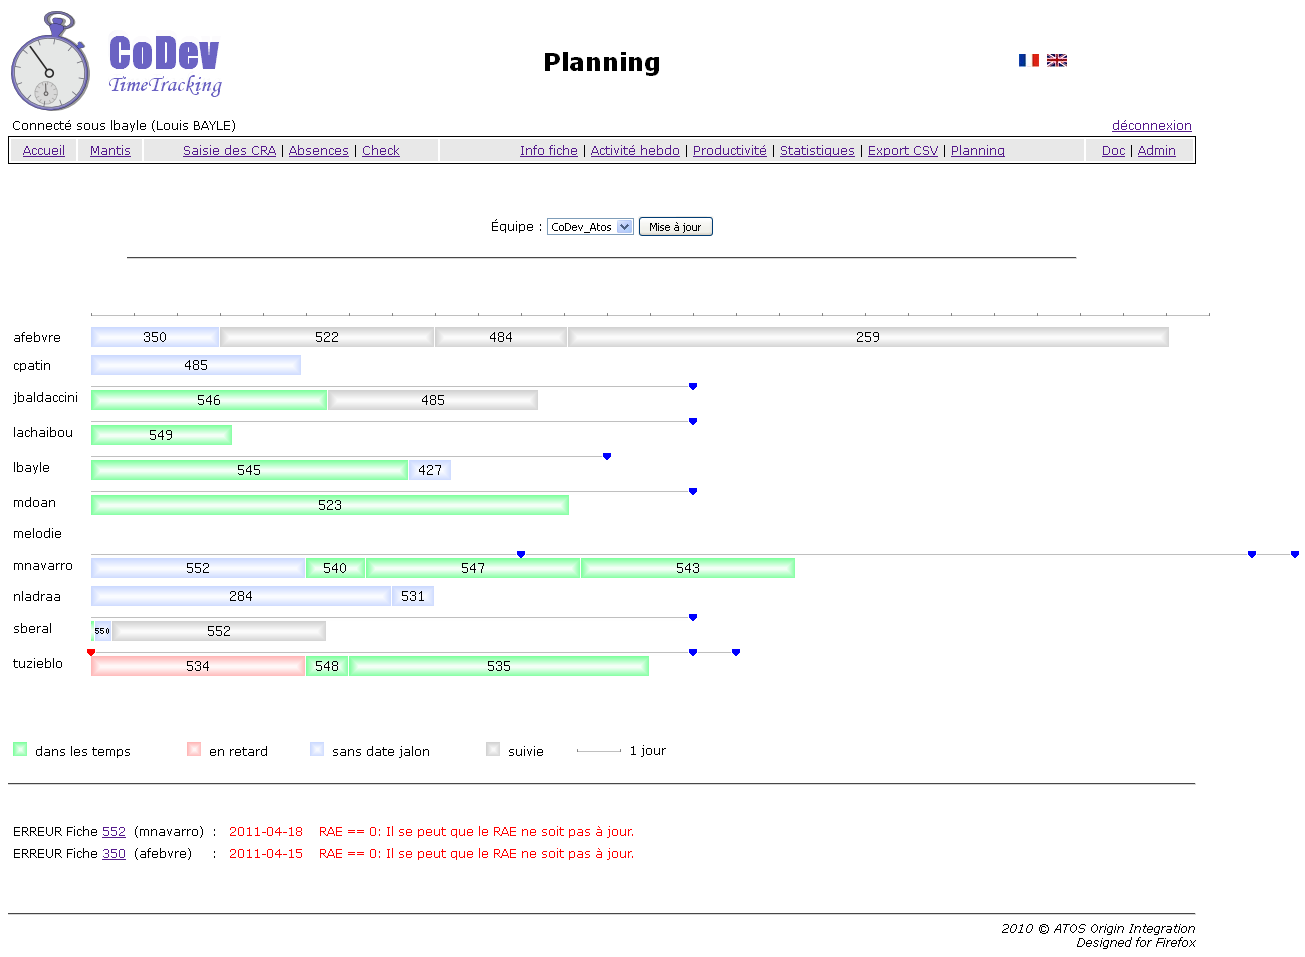 CoDev
TimeTracking
Planning
Connecté sous lbayle (Louis BAYLE)
déconnexion
Accueil Mantis Saisie des CRA | Absences | Check Info fiche | Activité hebdo | Productivité | Statistiques | Export CSV | Planning Doc | Admin
Équipe : CoDev_Atos Mise à jour
afebvre 350 522 484 259
cpatin 485
jbaldaccini 546 485
lachaibou 549
lbayle 545 427
mdoan 523
melodie
mnavarro 552 540 547 543
nladraa 284 531
sberal 550 552
tuzieblo 534 548 535
dans les temps en retard sans date jalon suivie 1 jour
ERREUR Fiche 552 (mnavarro) : 2011-04-18 RAE == 0: Il se peut que le RAE ne soit pas à jour.
ERREUR Fiche 350 (afebvre) : 2011-04-15 RAE == 0: Il se peut que le RAE ne soit pas à jour.
2010 © ATOS Origin Integration
Designed for Firefox